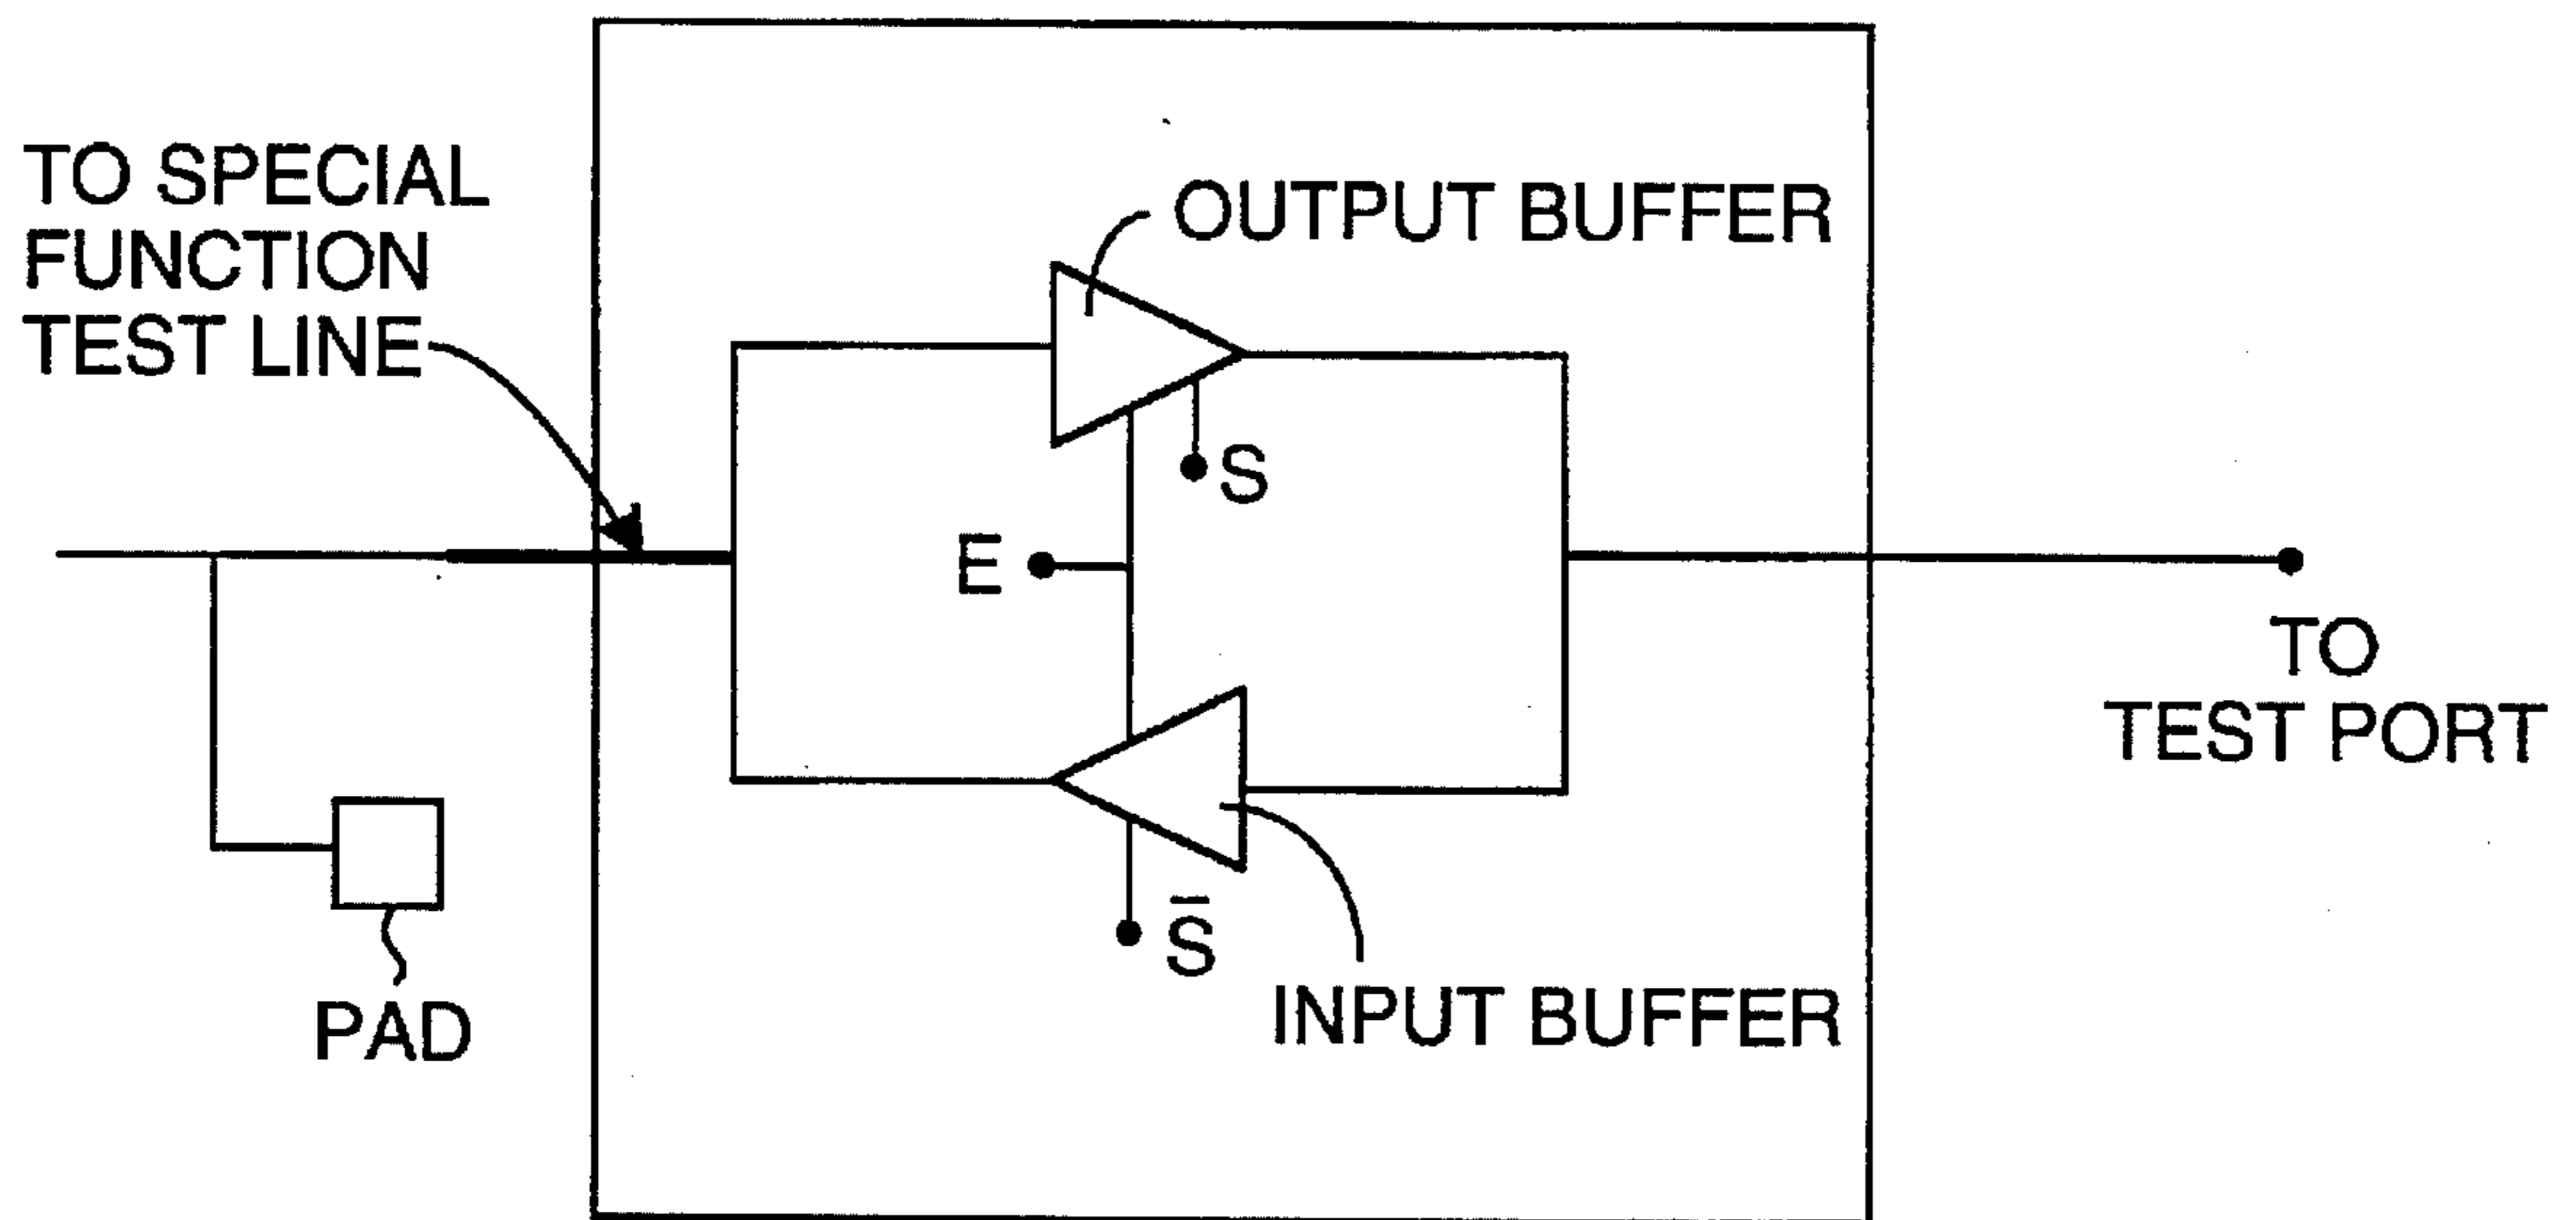 TO SPECIAL
FUNCTION
TEST LINE
OUTPUT BUFFER
S
E
TO
TEST PORT
S̄
INPUT BUFFER
PAD